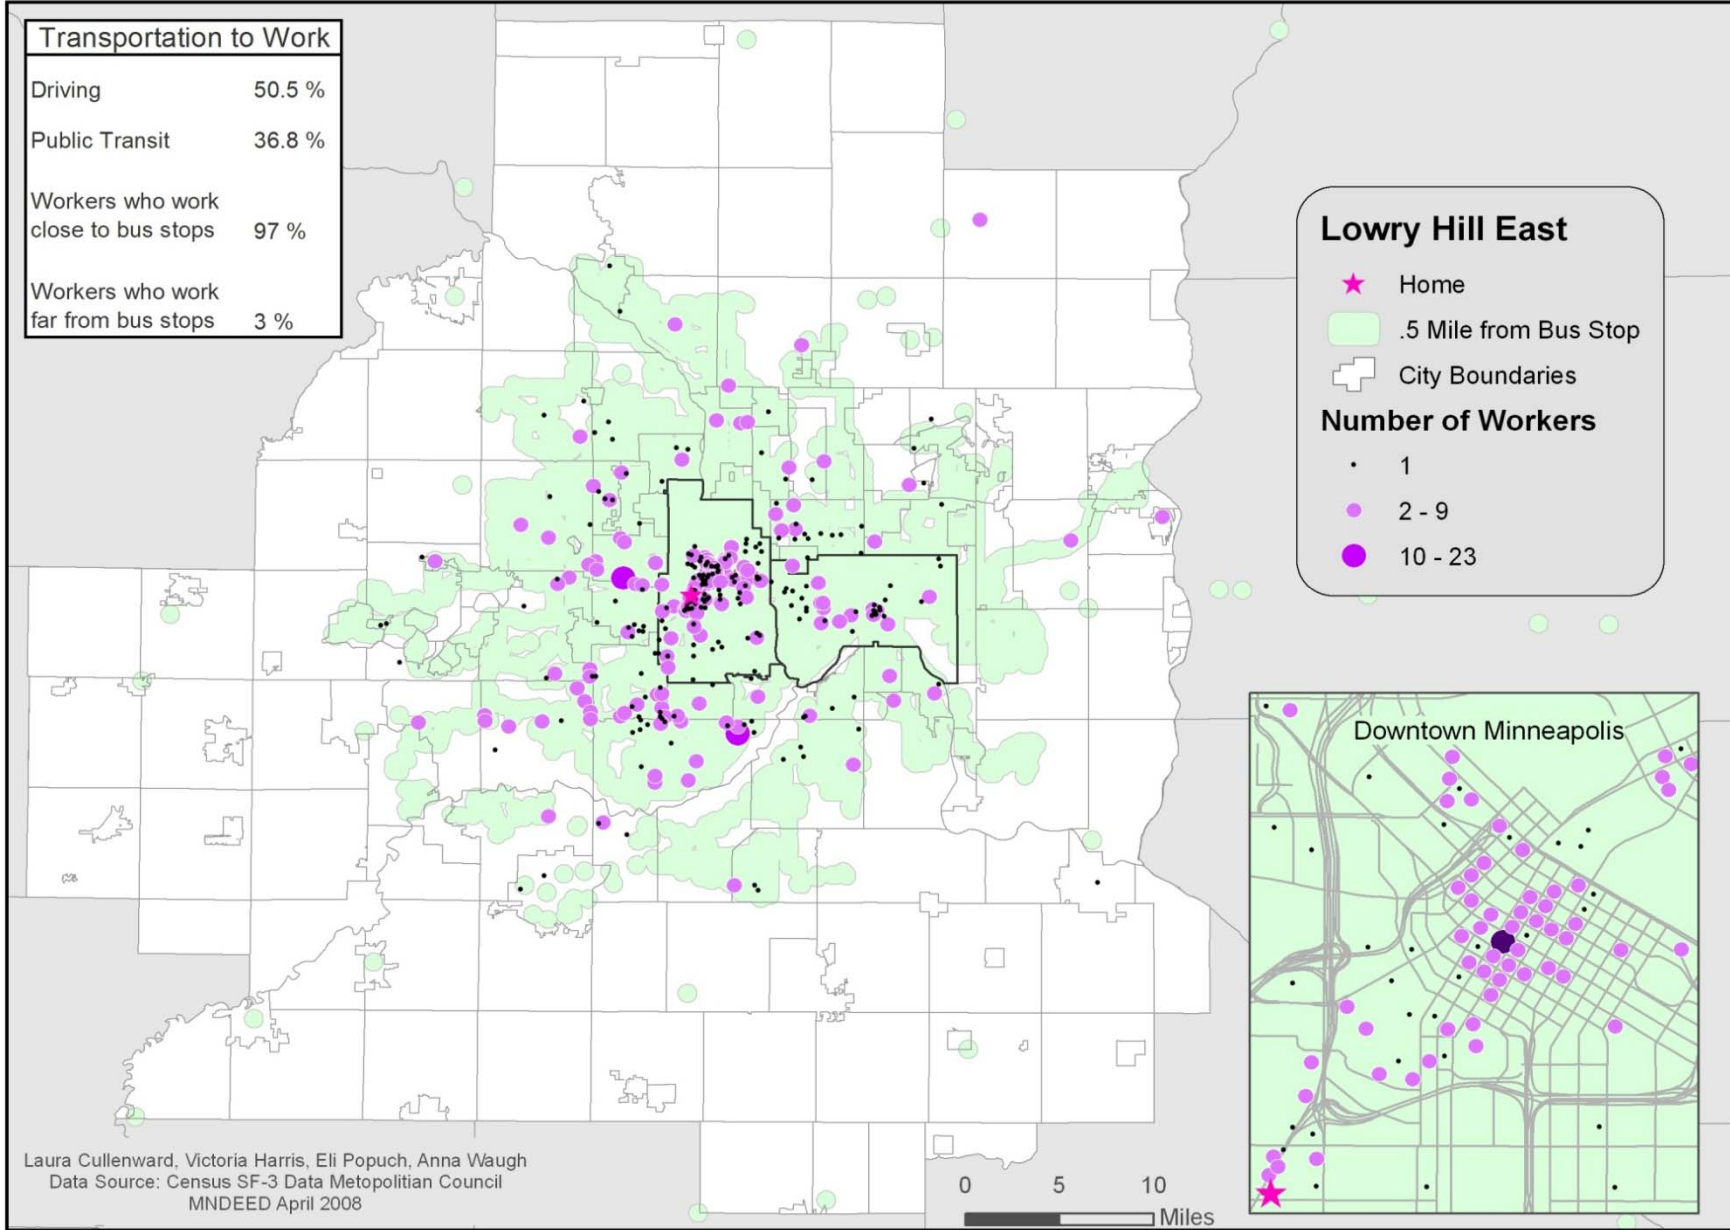 Transportation to Work
Driving 50.5 %
Public Transit 36.8 %
Workers who work
close to bus stops 97 %
Workers who work
far from bus stops 3 %
Lowry Hill East
Home
.5 Mile from Bus Stop
City Boundaries
Number of Workers
1
2 - 9
10 - 23
Downtown Minneapolis
Laura Cullenward, Victoria Harris, Eli Popuch, Anna Waugh
Data Source: Census SF-3 Data Metopolitian Council
MNDEED April 2008
0 5 10
Miles